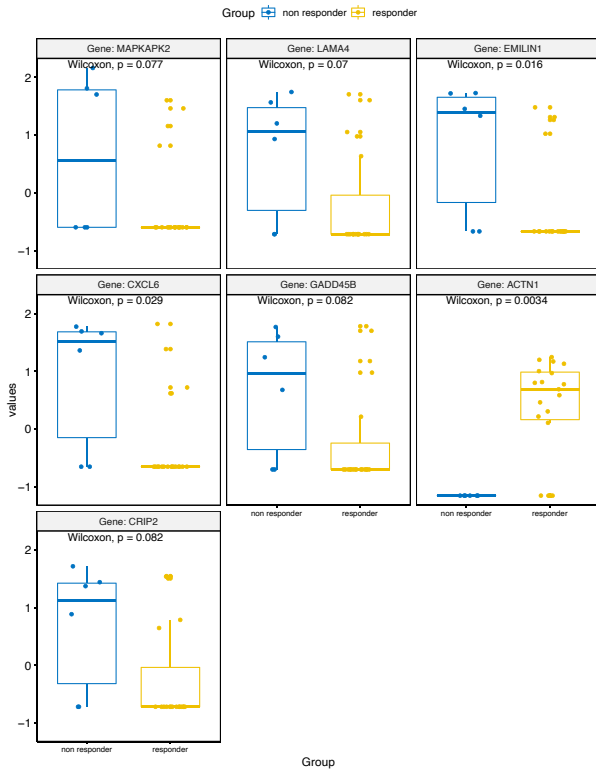 Group non responder responder
Gene: MAPKAPK2 Gene: LAMA4 Gene: EMILIN1
Wilcoxon, p = 0.077 Wilcoxon, p = 0.07 Wilcoxon, p = 0.016
2
1
0
−1
Gene: CXCL6 Gene: GADD45B Gene: ACTN1
Wilcoxon, p = 0.029 Wilcoxon, p = 0.082 Wilcoxon, p = 0.0034
2
1
0
−1
values
non responder responder non responder responder
Gene: CRIP2
Wilcoxon, p = 0.082
2
1
0
−1
non responder responder
Group